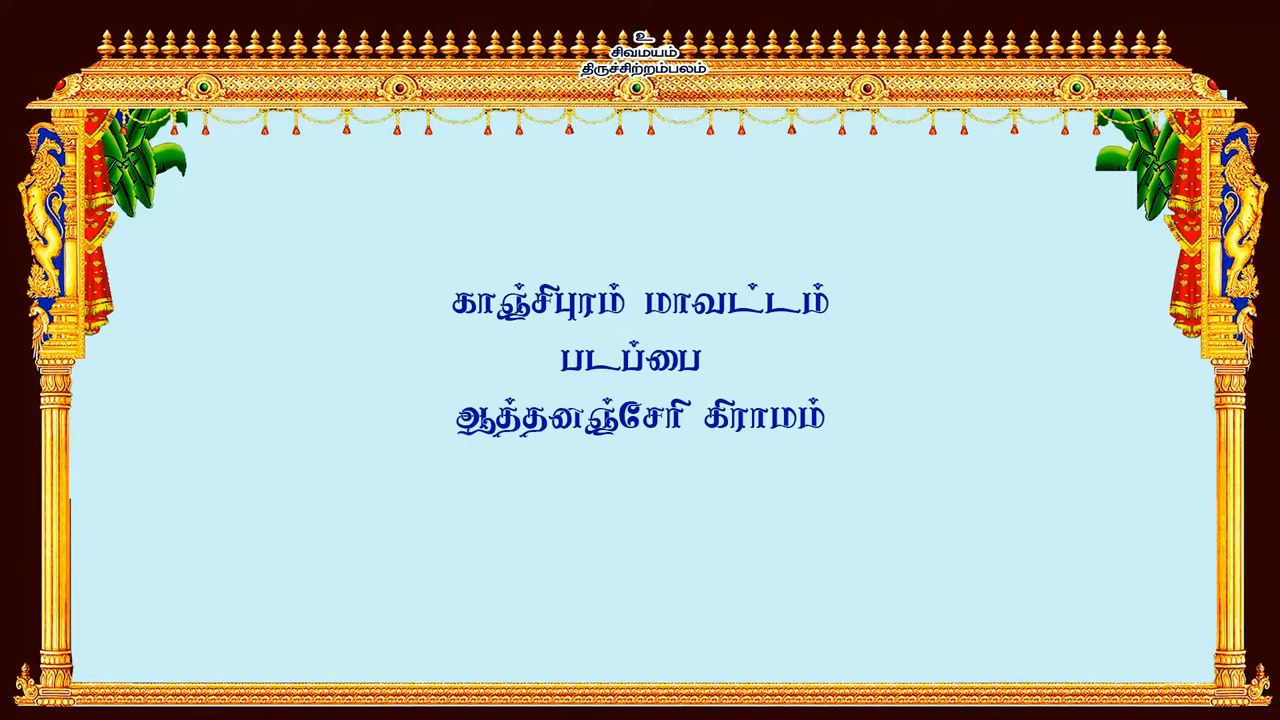 உ
சிவமயம்
திருச்சிற்றம்பலம்
காஞ்சிபுரம் மாவட்டம்
படப்பை
ஆத்தனஞ்சேரி கிராமம்